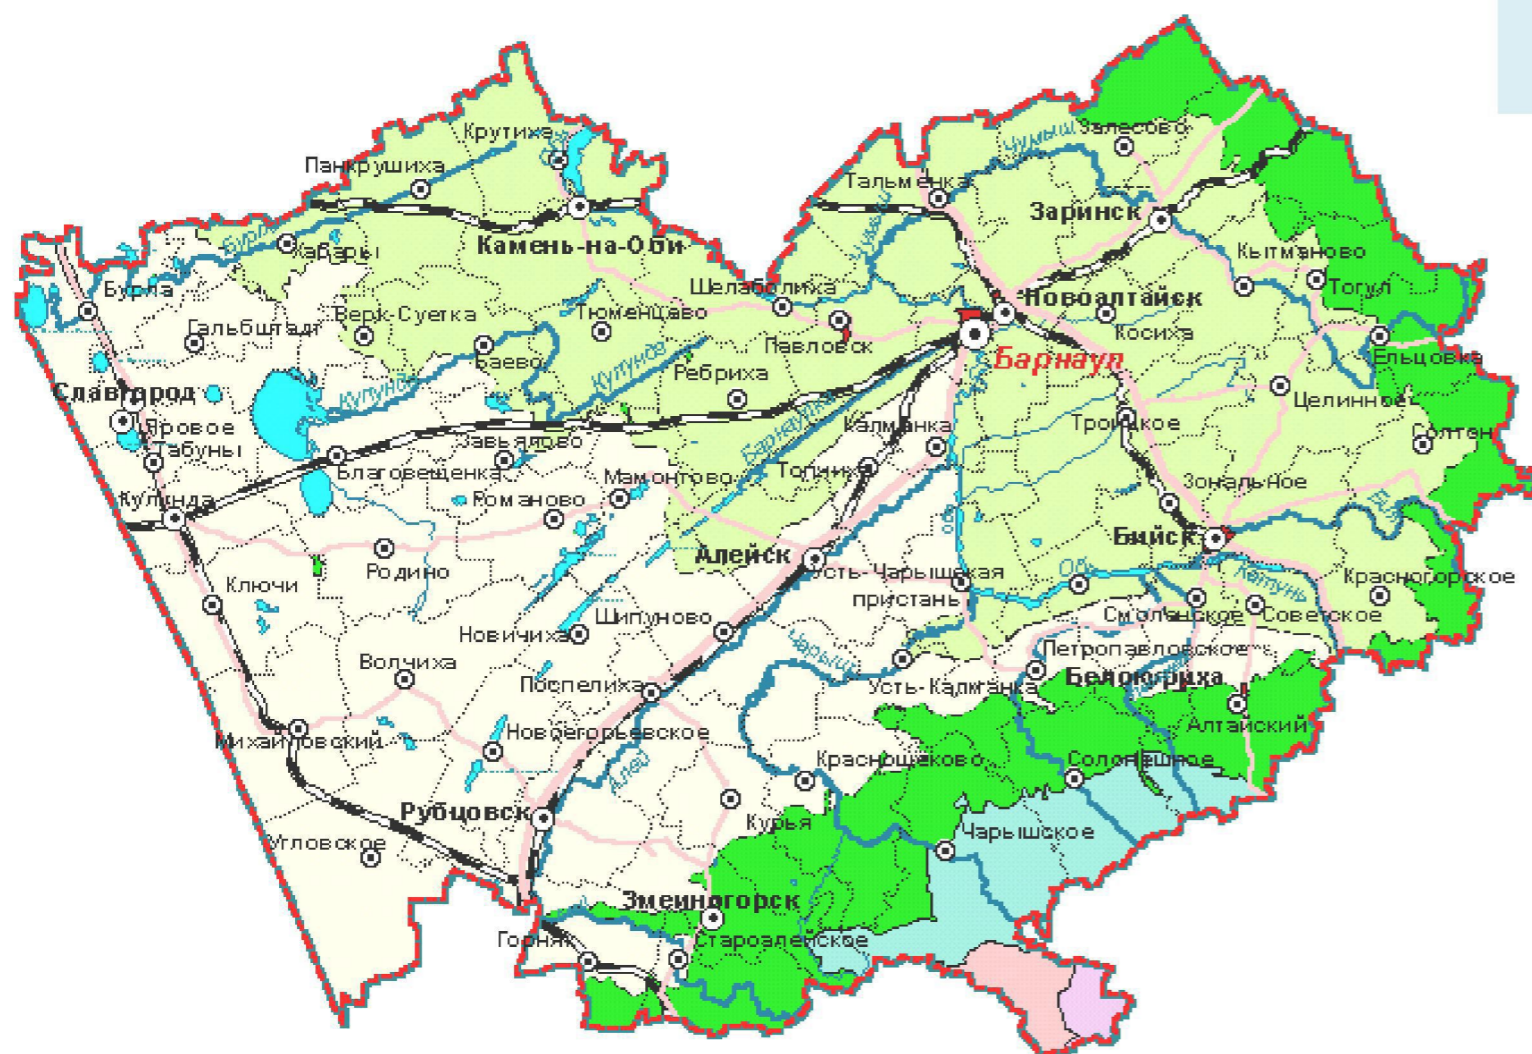 Крутиха
Обь
Чумыш
Залесово
Панкрушиха
Тальменка
Заринск
Чумыш
Бурла
Хабары
Камень-на-Оби
Кытманово
Бурла
Шелаболиха
Новоалтайск
Тогул
Гальбштадт
Верх-Суетка
Тюменцево
Косиха
Павловск
Барнаул
Ельцовка
Баево
Кулунда
Ребриха
Славгород
Кулунда
Целинное
Яровое
Барнаулка
Калманка
Троицкое
Солтон
Табуны
Завьялово
Благовещенка
Мамонтово
Топчиха
Кулунда
Романово
Зональное
Обь
Бийск
Алейск
Родино
Усть-Чарышская
пристань
Обь
Катунь
Красногорское
Ключи
Смоленское
Советское
Новичиха
Шипуново
Чарыш
Петропавловское
Волчиха
Поспелиха
Усть-Калманка
Белокуриха
Алтайский
Михайловский
Новоегорьевское
Краснощеково
Солонешное
Алей
Рубцовск
Курья
Чарышское
Угловское
Змеиногорск
Горняк
Староалейское